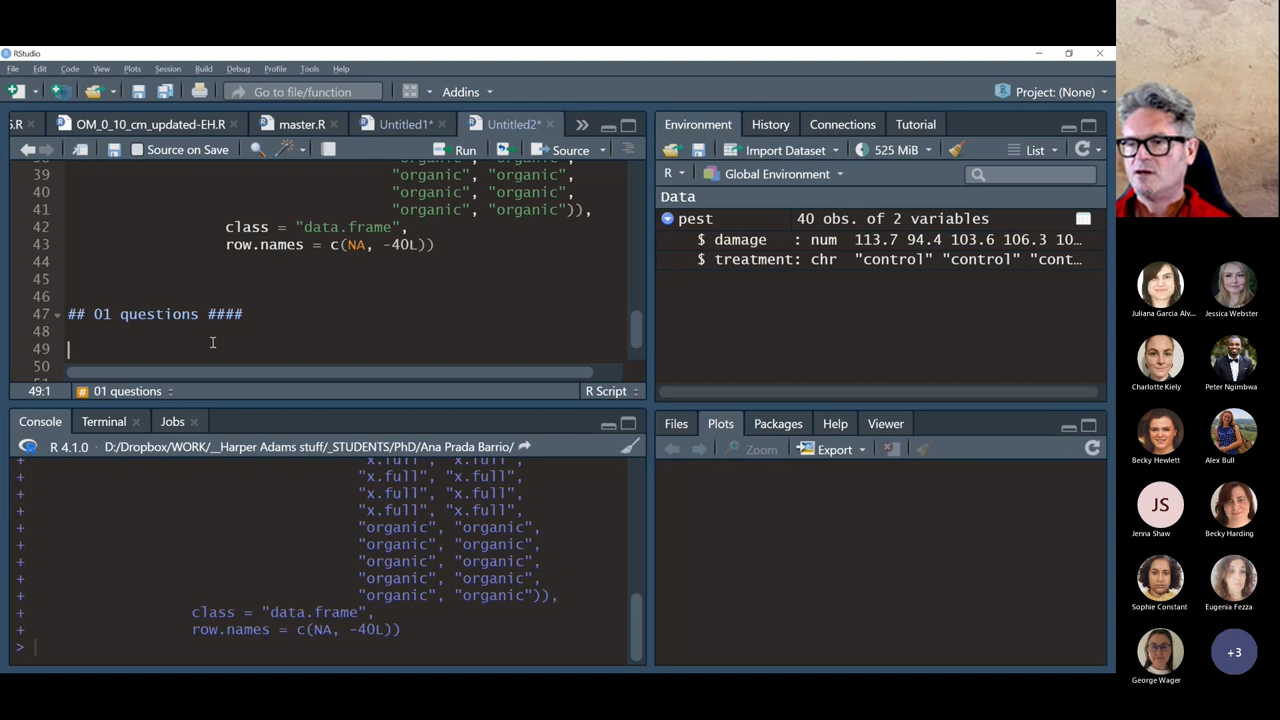 RStudio
File Edit Code View Plots Session Build Debug Profile Tools Help
Go to file/function
Addins
Project: (None)
5.R OM_0_10_cm_updated-EH.R master.R Untitled1* Untitled2*
Source on Save
Run
Source
39 "organic", "organic",
40 "organic", "organic",
41 "organic", "organic")),
42 class = "data.frame",
43 row.names = c(NA, -40L))
44
45
46
47 ## 01 questions ####
48
49
50
49:1 # 01 questions R Script
Console Terminal Jobs
R 4.1.0 · D:/Dropbox/WORK/__Harper Adams stuff/_STUDENTS/PhD/Ana Prada Barrio/
+ "x.full", "x.full",
+ "x.full", "x.full",
+ "x.full", "x.full",
+ "x.full", "x.full",
+ "organic", "organic",
+ "organic", "organic",
+ "organic", "organic",
+ "organic", "organic",
+ "organic", "organic")),
+ class = "data.frame",
+ row.names = c(NA, -40L))
>
Environment History Connections Tutorial
Import Dataset 525 MiB List
R Global Environment
Data
pest 40 obs. of 2 variables
$ damage : num 113.7 94.4 103.6 106.3 10…
$ treatment: chr "control" "control" "cont…
Files Plots Packages Help Viewer
Zoom Export
Juliana Garcia Alv... Jessica Webster
Charlotte Kiely Peter Ngimbwa
Becky Hewlett Alex Bull
JS
Jenna Shaw Becky Harding
Sophie Constant Eugenia Fezza
+3
George Wager